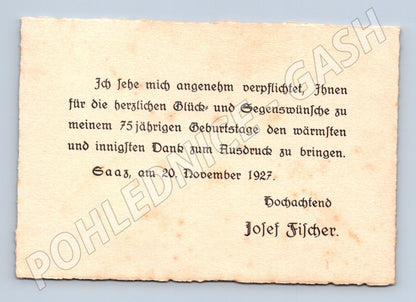 Ich sehe mich angenehm verpflichtet, Ihnen
für die herzlichen Glück- und Segenswünsche zu
meinem 75jährigen Geburtstage den wärmsten
und innigsten Dank zum Ausdruck zu bringen.
Saaz, am 20. November 1927.
Hochachtend
Josef Fischer.
POHLEDNICE - GASH